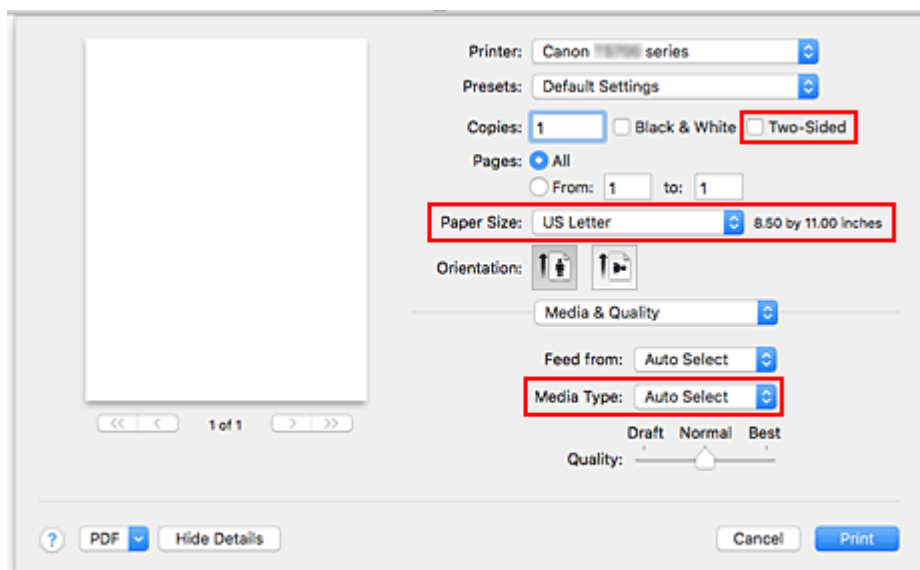 Printer: Canon series
Presets: Default Settings
Copies: 1 Black & White Two-Sided
Pages: All
From: 1 to: 1
Paper Size: US Letter 8.50 by 11.00 inches
Orientation:
Media & Quality
Feed from: Auto Select
Media Type: Auto Select
<< < 1 of 1 > >>
Draft Normal Best
Quality:
? PDF Hide Details Cancel Print